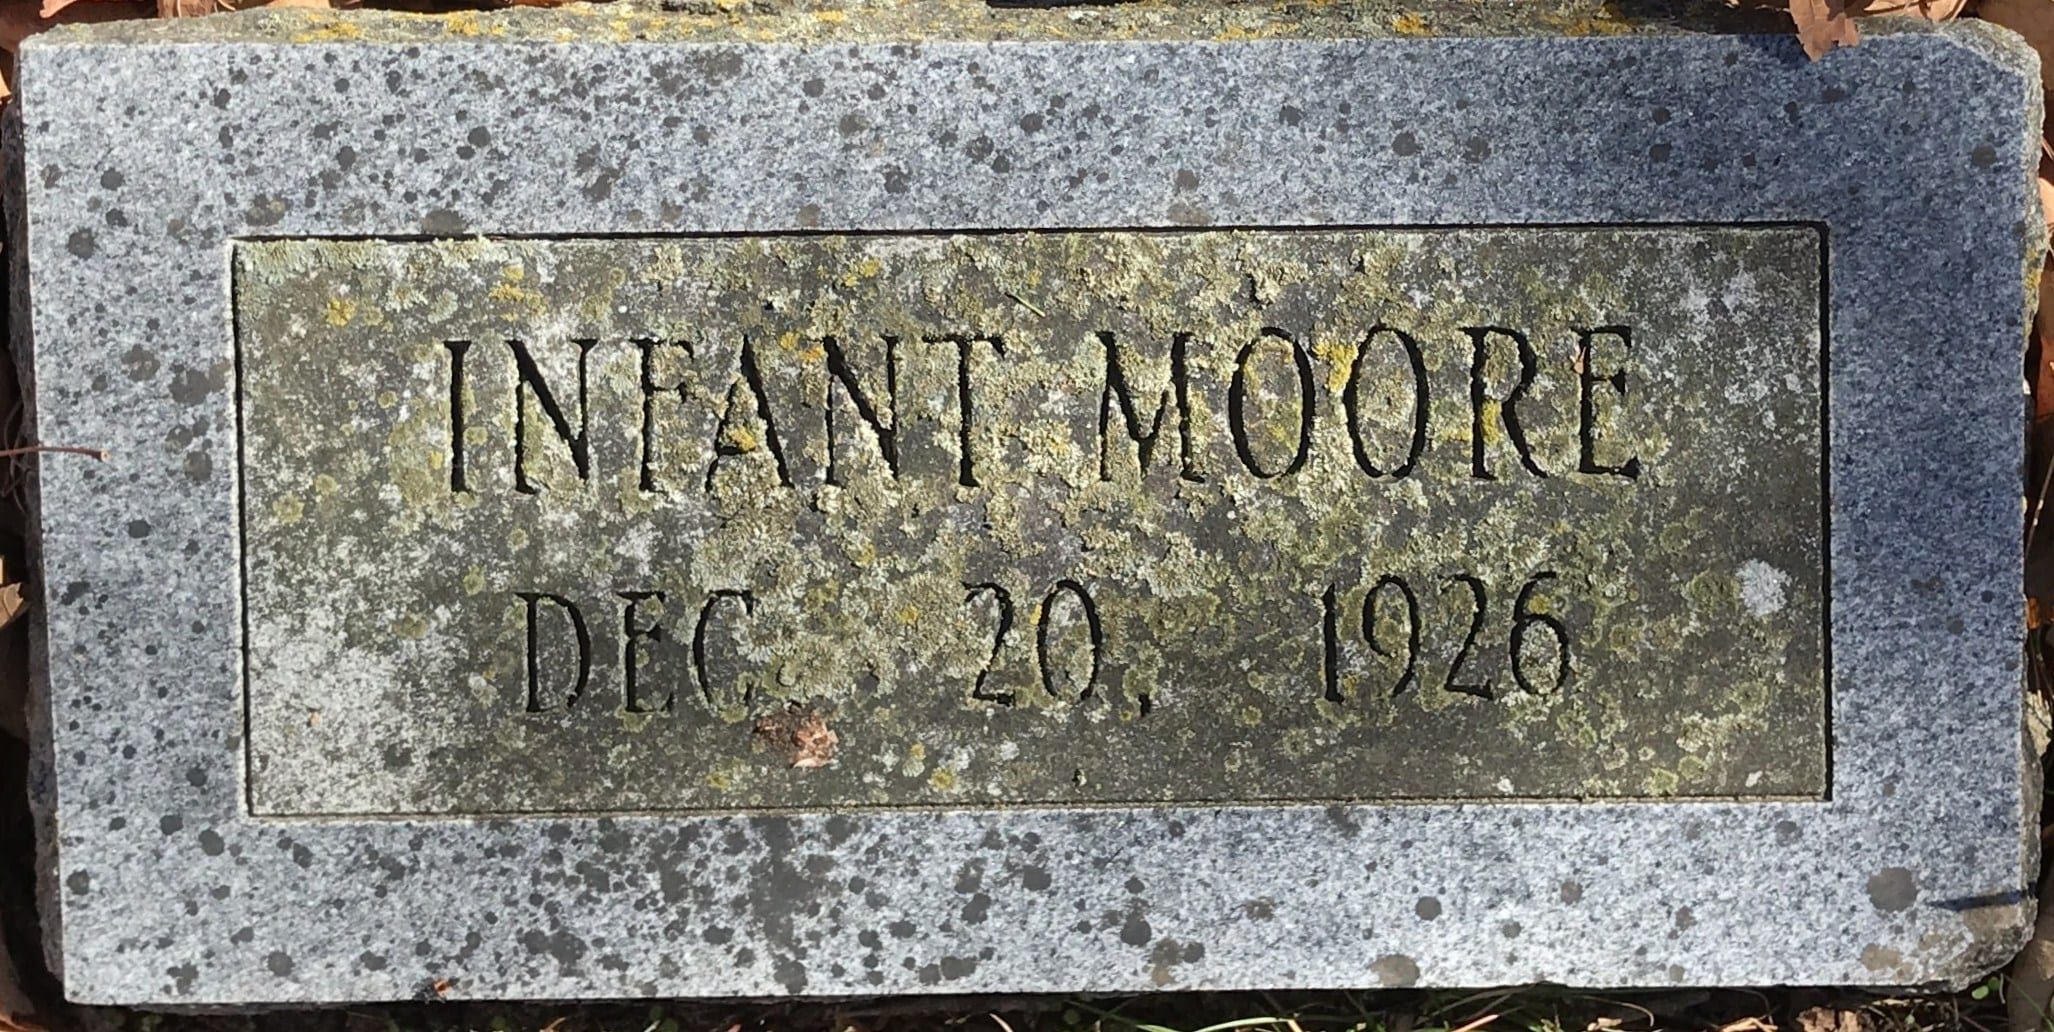 INFANT MOORE
DEC. 20, 1926